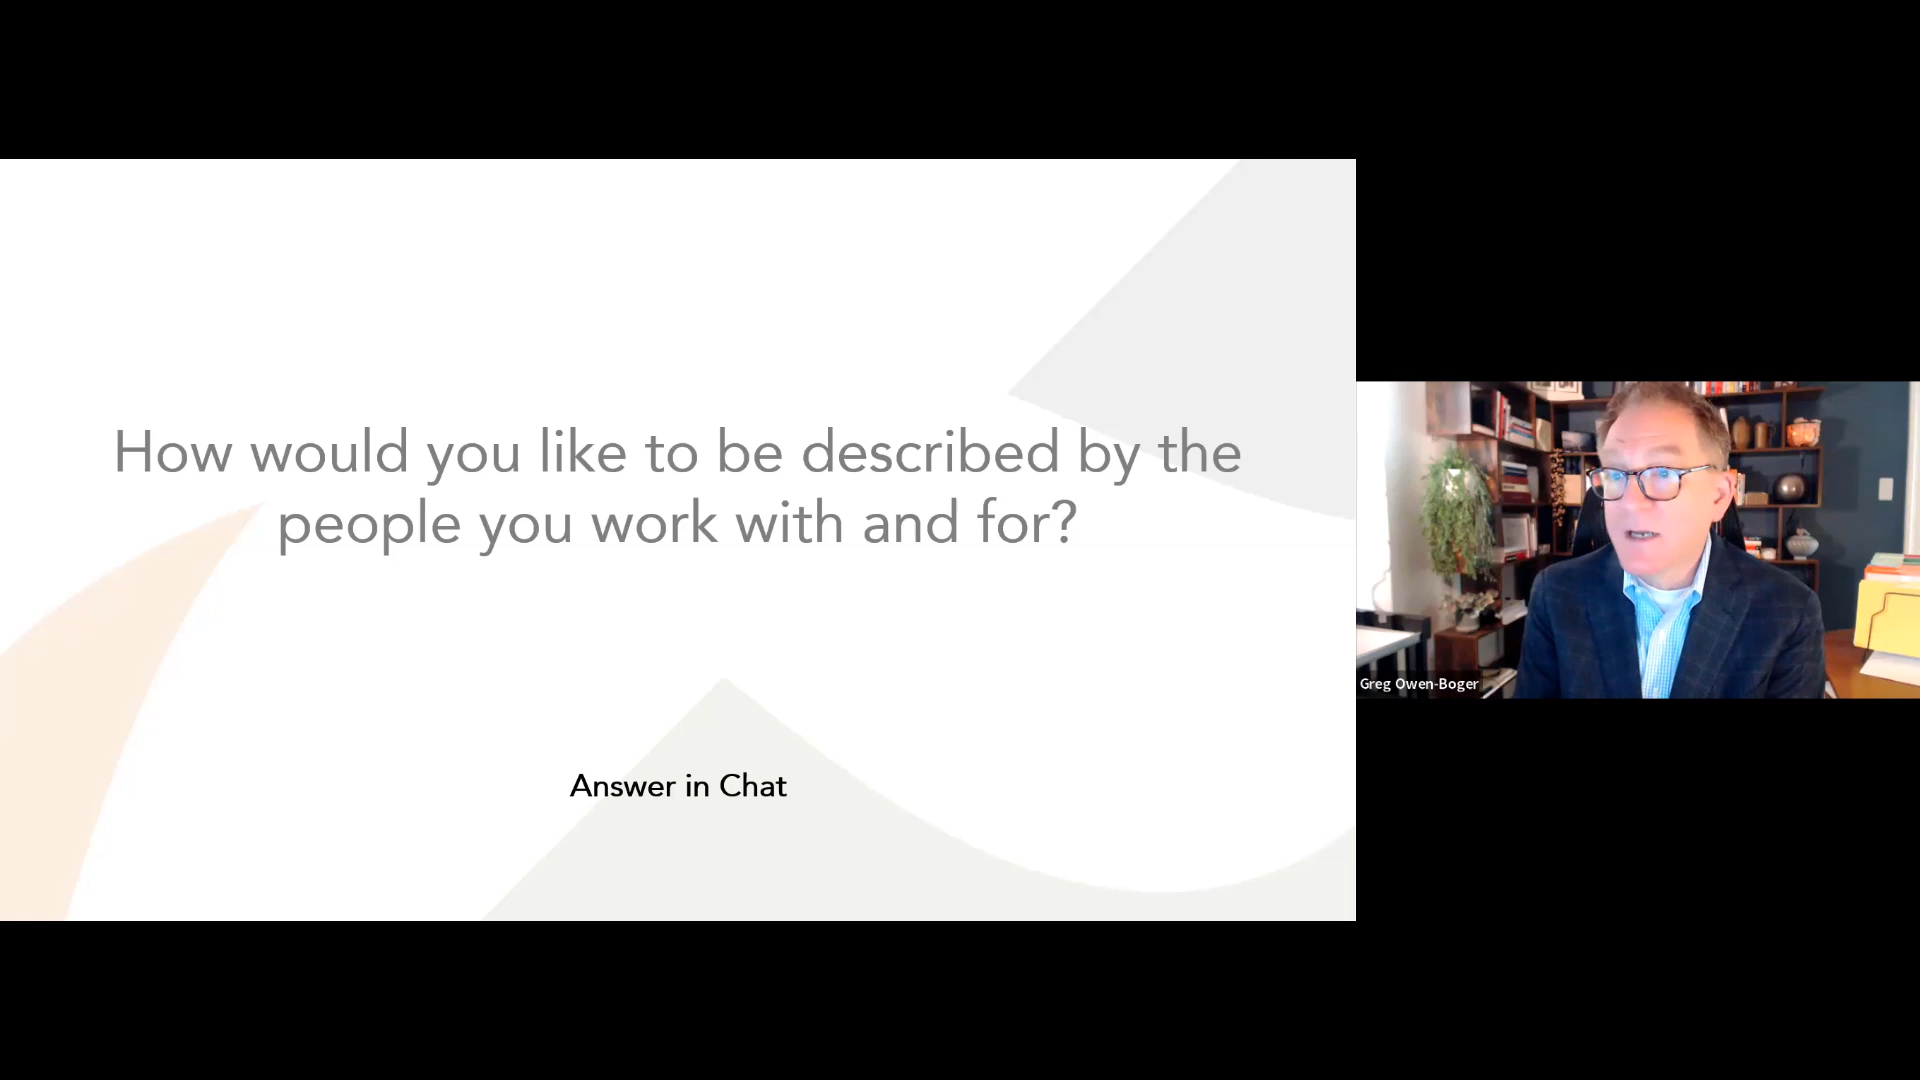 How would you like to be described by the
people you work with and for?
Answer in Chat
Greg Owen-Boger